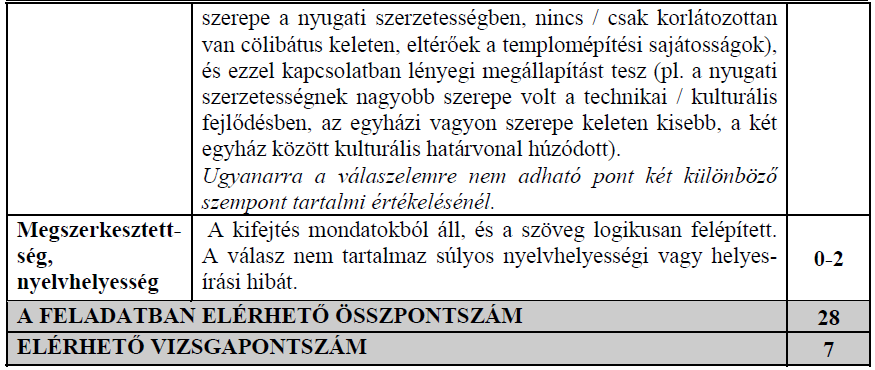 szerepe a nyugati szerzetességben, nincs / csak korlátozottan
van cölibátus keleten, eltérőek a templomépítési sajátosságok),
és ezzel kapcsolatban lényegi megállapítást tesz (pl. a nyugati
szerzetességnek nagyobb szerepe volt a technikai / kulturális
fejlődésben, az egyházi vagyon szerepe keleten kisebb, a két
egyház között kulturális határvonal húzódott).
Ugyanarra a válaszelemre nem adható pont két különböző
szempont tartalmi értékelésénél.
Megszerkesztett-
ség,
nyelvhelyesség
A kifejtés mondatokból áll, és a szöveg logikusan felépített.
A válasz nem tartalmaz súlyos nyelvhelyességi vagy helyes-
írási hibát.
0-2
A FELADATBAN ELÉRHETŐ ÖSSZPONTSZÁM 28
ELÉRHETŐ VIZSGAPONTSZÁM 7